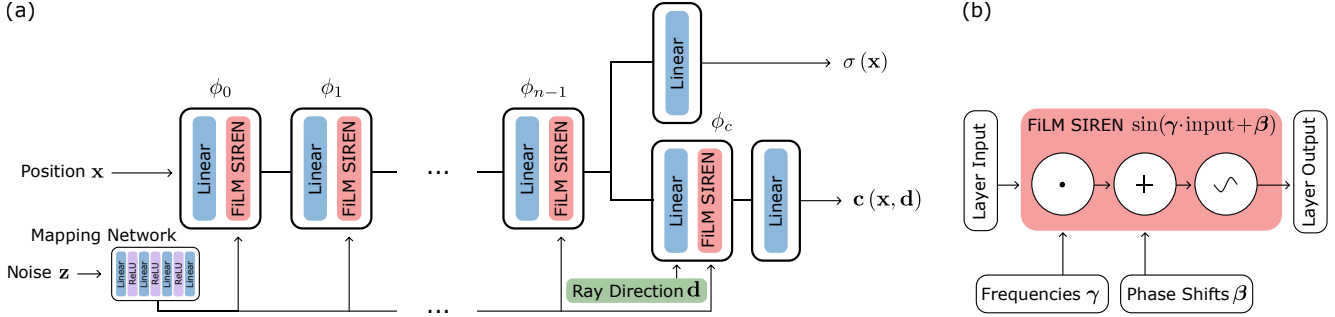 (a)
ϕ₀
ϕ₁
ϕₙ₋₁
Linear
σ (x)
ϕ_c
Position x
Linear
FiLM SIREN
Linear
FiLM SIREN
...
Linear
FiLM SIREN
Linear
FiLM SIREN
Linear
c (x, d)
Mapping Network
Noise z
Linear
ReLU
Linear
ReLU
Linear
ReLU
Linear
Ray Direction d
...
(b)
FiLM SIREN sin(γ·input+β)
Layer Input
·
+
Layer Output
Frequencies γ
Phase Shifts β